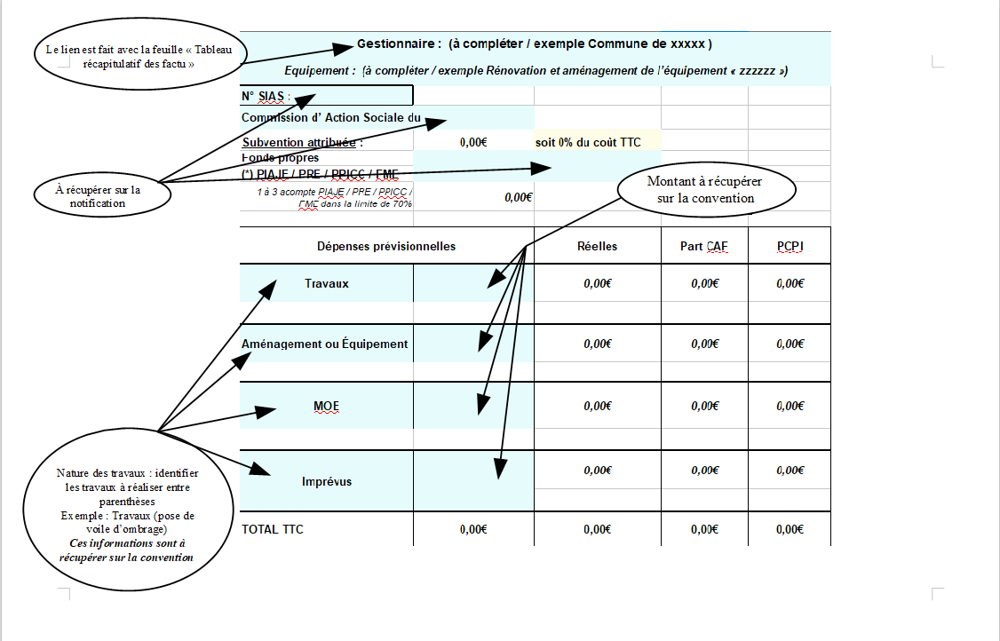 Le lien est fait avec la feuille « Tableau
récapitulatif des factu »
Gestionnaire : (à compléter / exemple Commune de xxxxx )
Equipement : (à compléter / exemple Rénovation et aménagement de l'équipement « zzzzzz »)
N° SIAS :
Commission d' Action Sociale du
Subvention attribuée : 0,00€ soit 0% du coût TTC
Fonds propres
(*) PIAJE / PRE / PPICC / FME
1 à 3 acompte PIAJE / PRE / PPICC /
FME dans la limite de 70%
0,00€
À récupérer sur la
notification
Montant à récupérer
sur la convention
Dépenses prévisionnelles Réelles Part CAF PCPI
Travaux 0,00€ 0,00€ 0,00€
Aménagement ou Équipement 0,00€ 0,00€ 0,00€
MOE 0,00€ 0,00€ 0,00€
Imprévus 0,00€ 0,00€ 0,00€
TOTAL TTC 0,00€ 0,00€ 0,00€ 0,00€
Nature des travaux : identifier
les travaux à réaliser entre
parenthèses
Exemple : Travaux (pose de
voile d'ombrage)
Ces informations sont à
récupérer sur la convention